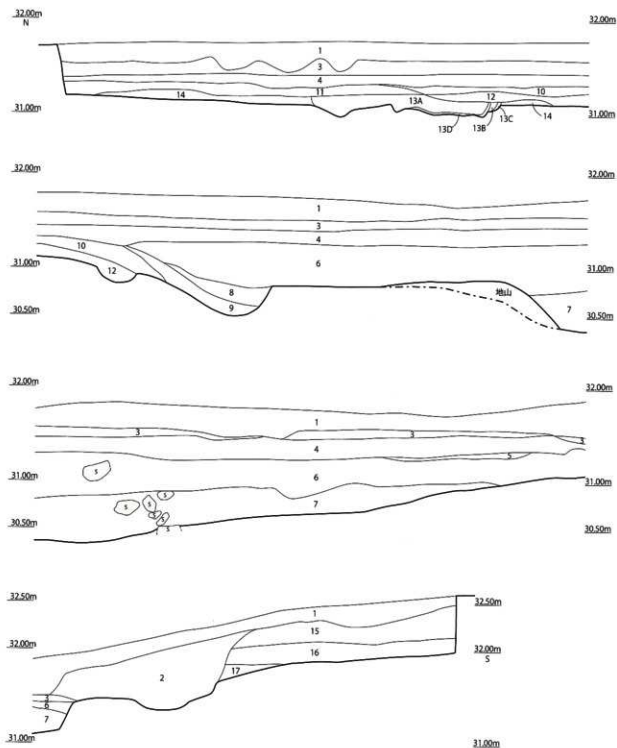 32.00m 32.00m
N
1
3
4
14 11 12 10
31.00m 13A 31.00m
13D 13B 13C 14
32.00m 32.00m
1
3
4
10 6
31.00m 31.00m
12 8 地山 7
9
30.50m 30.50m
32.00m 32.00m
1
3 3 3
4
5
6
31.00m s 31.00m
7
s s s s s
30.50m s 30.50m
32.50m 32.50m
1
15
32.00m 32.00m
16 S
2 17
3
6
7
31.00m 31.00m